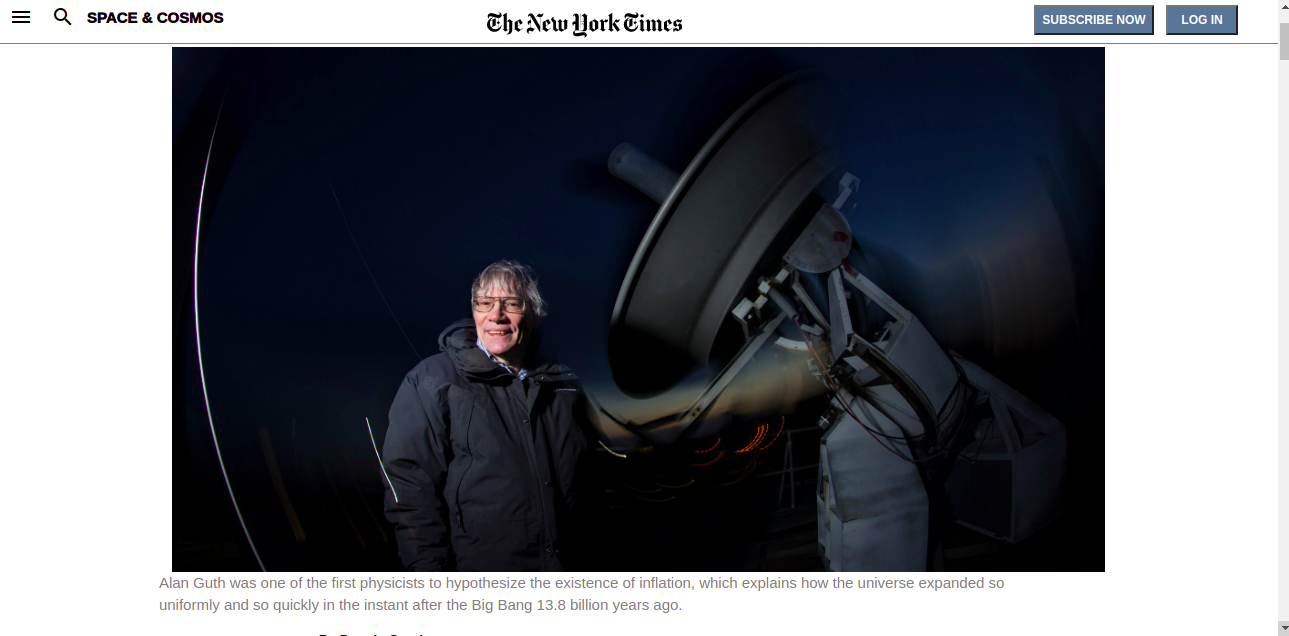 SPACE & COSMOS
The New York Times
SUBSCRIBE NOW
LOG IN
Alan Guth was one of the first physicists to hypothesize the existence of inflation, which explains how the universe expanded so
uniformly and so quickly in the instant after the Big Bang 13.8 billion years ago.